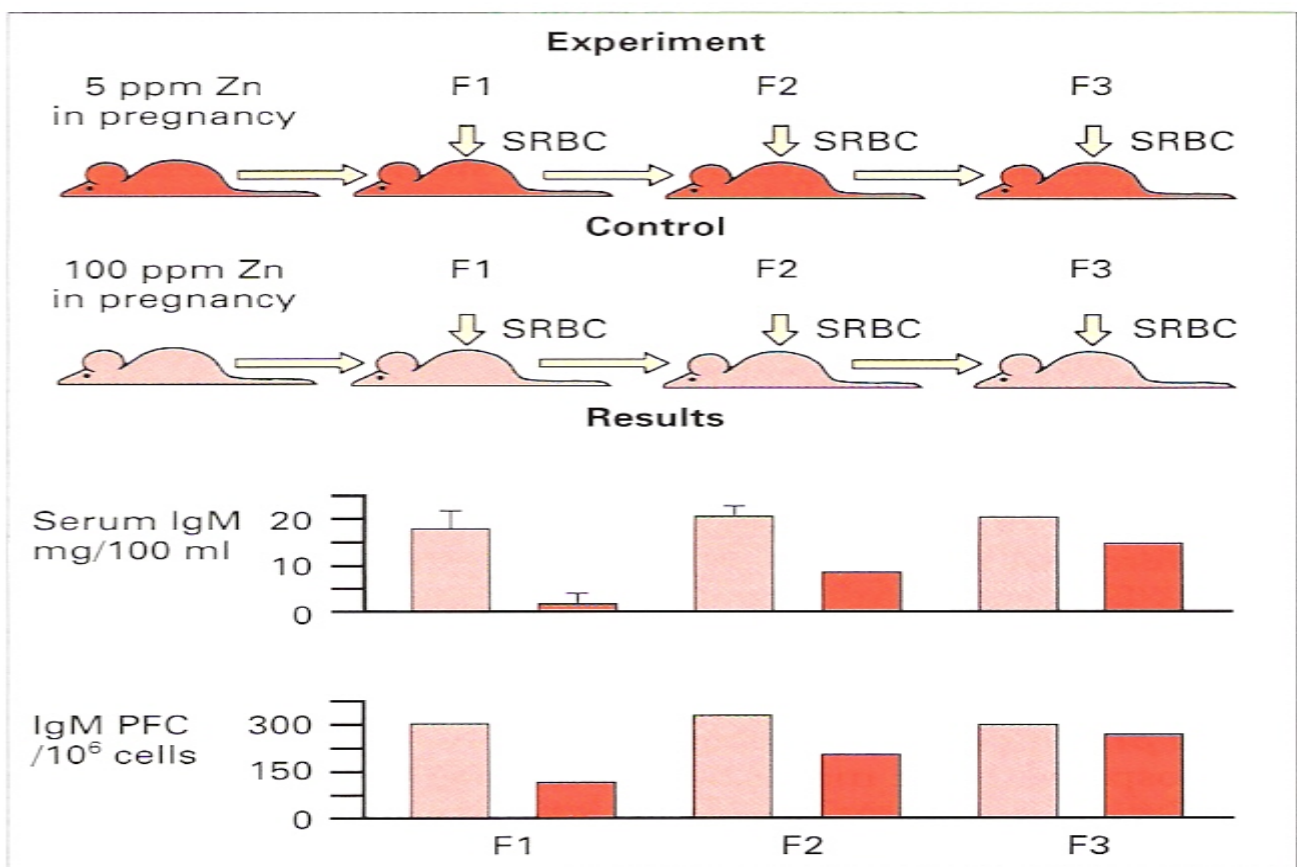 Experiment
5 ppm Zn
in pregnancy
F1
F2
F3
SRBC
SRBC
SRBC
Control
100 ppm Zn
in pregnancy
F1
F2
F3
SRBC
SRBC
SRBC
Results
Serum IgM
mg/100 ml
20
10
0
IgM PFC
/10⁶ cells
300
150
0
F1
F2
F3